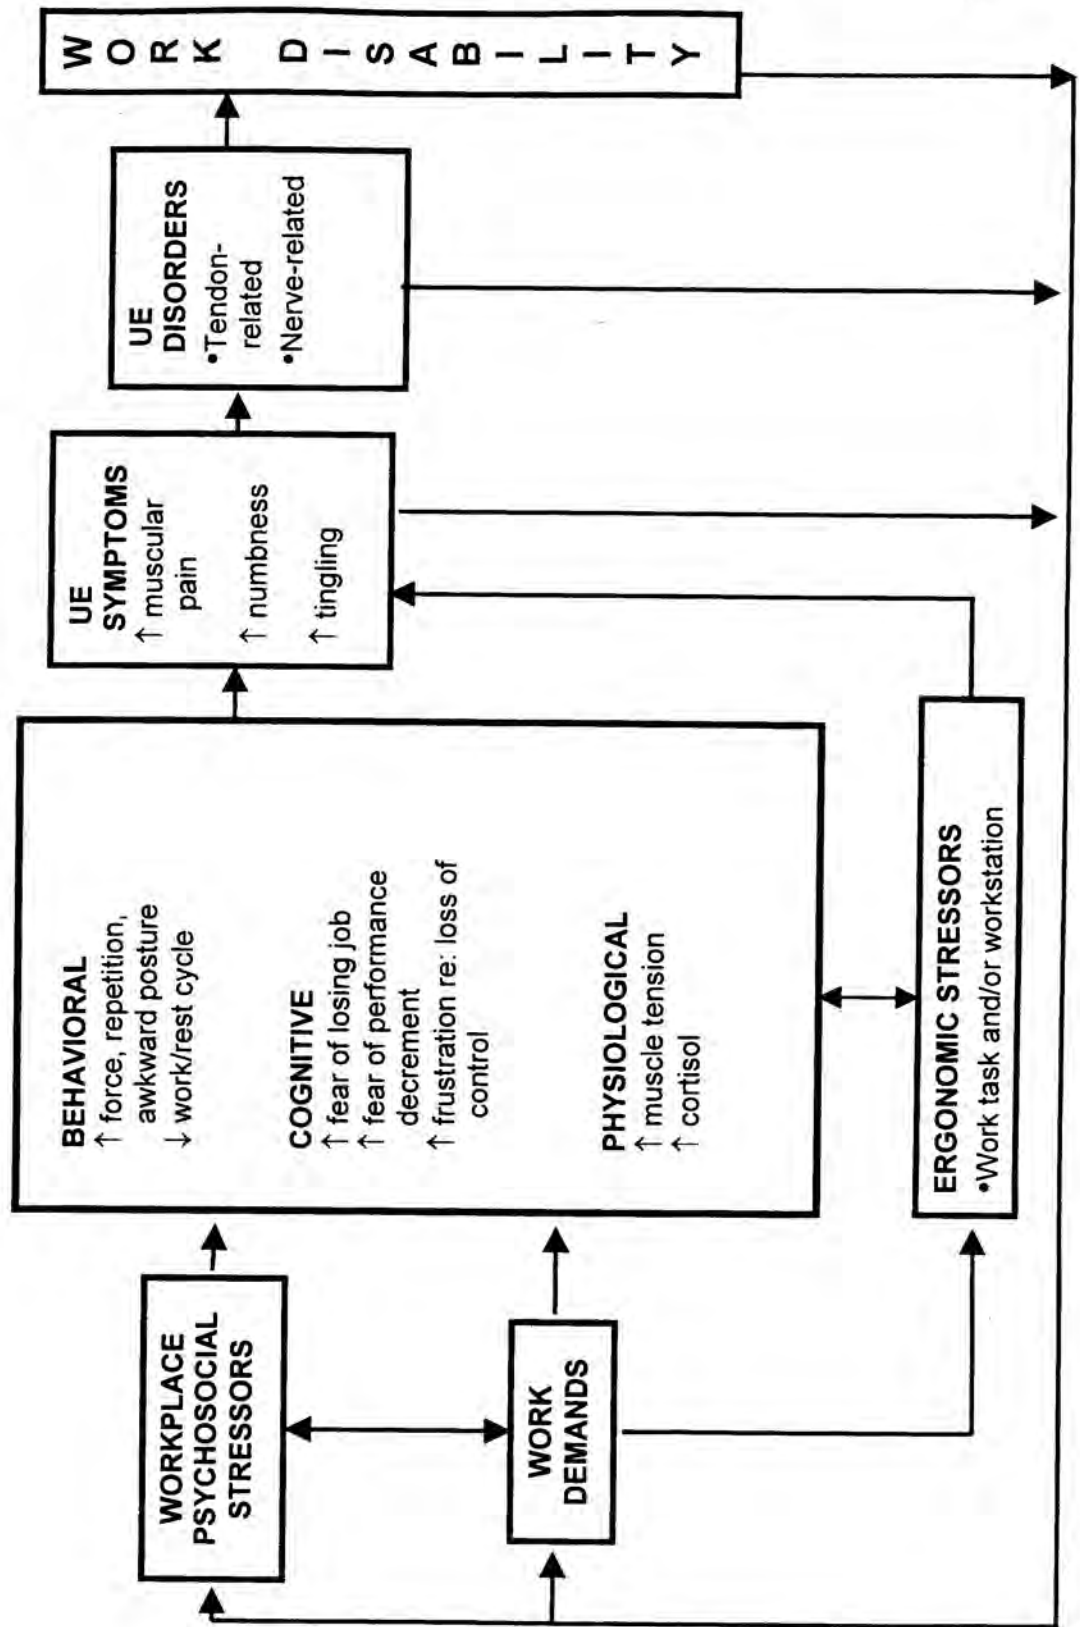 WORKPLACE
PSYCHOSOCIAL
STRESSORS
WORK
DEMANDS
BEHAVIORAL
↑ force, repetition,
awkward posture
↓ work/rest cycle
COGNITIVE
↑ fear of losing job
↑ fear of performance
decrement
↑ frustration re: loss of
control
PHYSIOLOGICAL
↑ muscle tension
↑ cortisol
ERGONOMIC STRESSORS
•Work task and/or workstation
UE
SYMPTOMS
↑ muscular
pain
↑ numbness
↑ tingling
UE
DISORDERS
•Tendon-
related
•Nerve-related
WORK DISABILITY